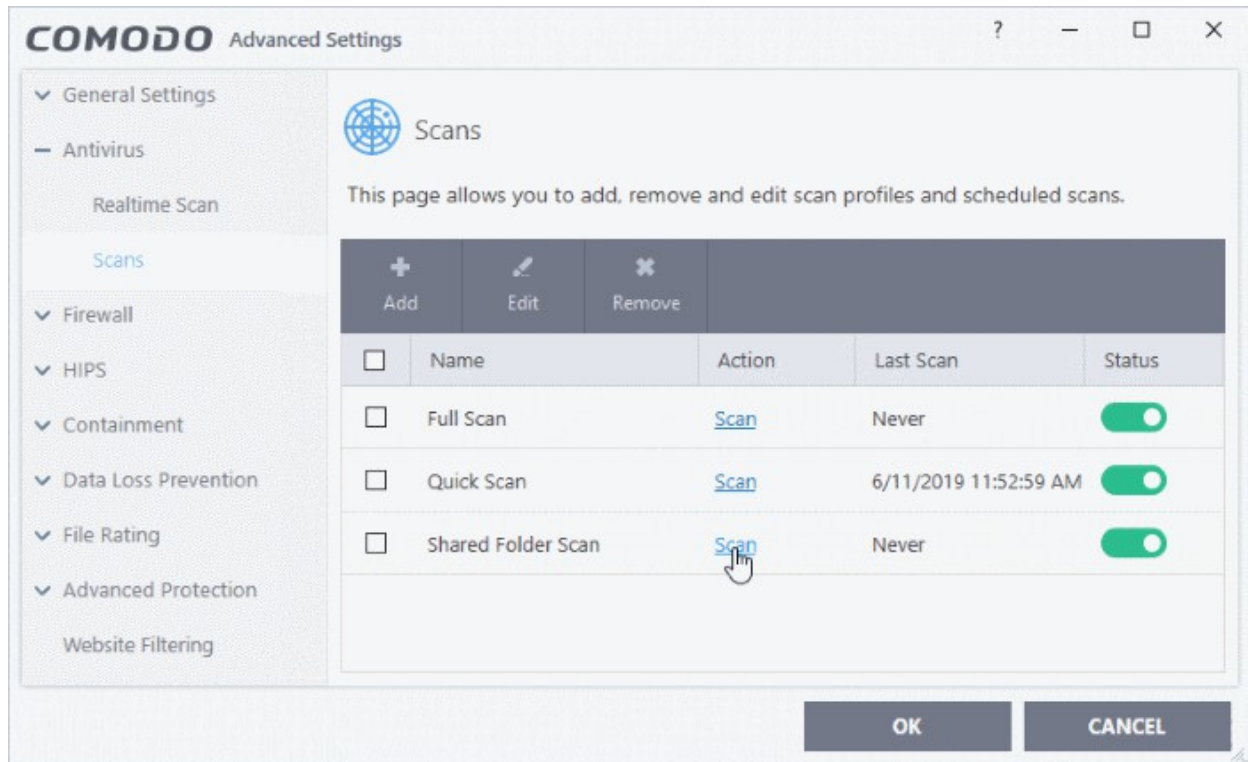 COMODO Advanced Settings ?
General Settings
Antivirus
Realtime Scan
Scans
Firewall
HIPS
Containment
Data Loss Prevention
File Rating
Advanced Protection
Website Filtering
Scans
This page allows you to add, remove and edit scan profiles and scheduled scans.
Add Edit Remove
Name Action Last Scan Status
Full Scan Scan Never
Quick Scan Scan 6/11/2019 11:52:59 AM
Shared Folder Scan Scan Never
OK CANCEL